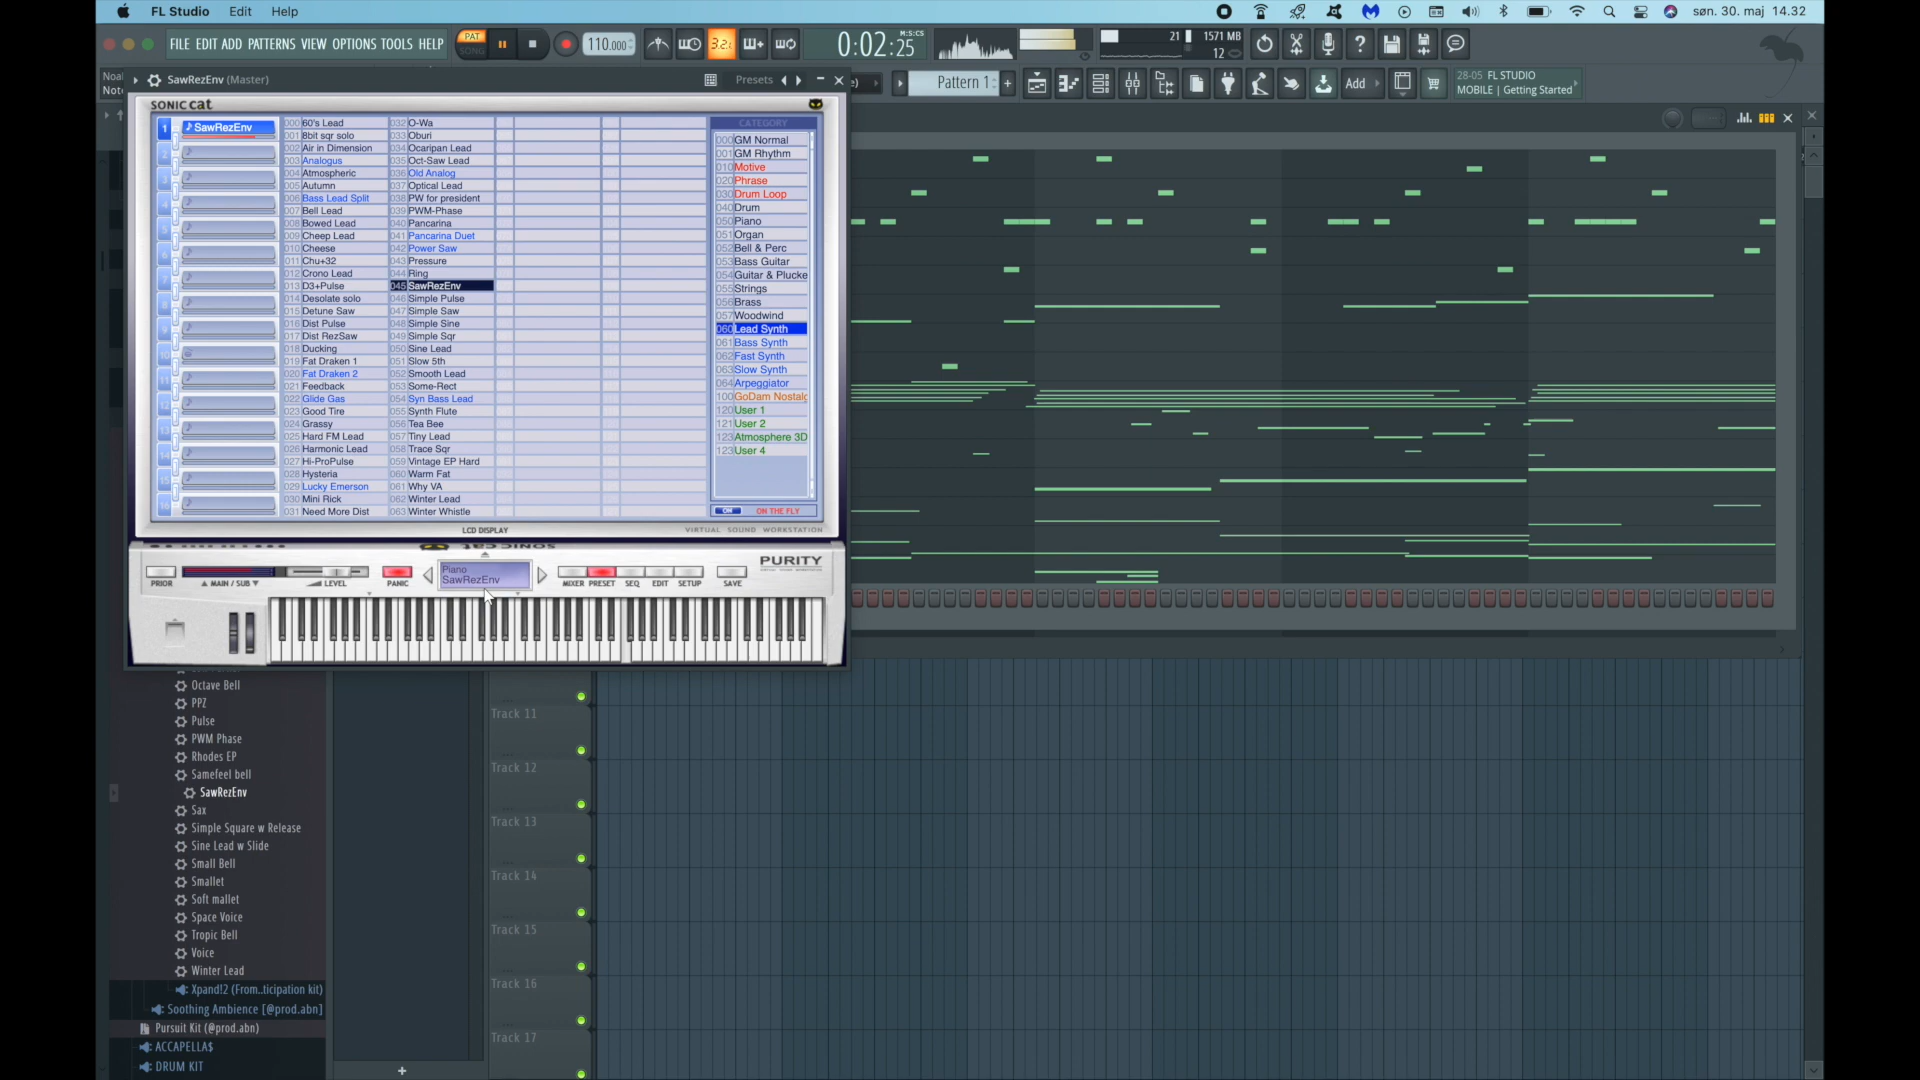 FL Studio Edit Help søn. 30. maj 14.32
FILE EDIT ADD PATTERNS VIEW OPTIONS TOOLS HELP PAT SONG 110.000 3.2 0:02:25 M:S:CS 21 1571 MB 12
SawRezEnv (Master) Presets Pattern 1 + Add 28-05 FL STUDIO
MOBILE | Getting Started
SONIC cat
1 SawRezEnv
000 60's Lead
001 8bit sqr solo
002 Air in Dimension
003 Analogus
004 Atmospheric
005 Autumn
006 Bass Lead Split
007 Bell Lead
008 Bowed Lead
009 Cheep Lead
010 Cheese
011 Chu+32
012 Crono Lead
013 D3+Pulse
014 Desolate solo
015 Detune Saw
016 Dist Pulse
017 Dist RezSaw
018 Ducking
019 Fat Draken 1
020 Fat Draken 2
021 Feedback
022 Glide Gas
023 Good Tire
024 Grassy
025 Hard FM Lead
026 Harmonic Lead
027 Hi-ProPulse
028 Hysteria
029 Lucky Emerson
030 Mini Rick
031 Need More Dist
032 O-Wa
033 Oburi
034 Ocaripan Lead
035 Oct-Saw Lead
036 Old Analog
037 Optical Lead
038 PW for president
039 PWM-Phase
040 Pancarina
041 Pancarina Duet
042 Power Saw
043 Pressure
044 Ring
045 SawRezEnv
046 Simple Pulse
047 Simple Saw
048 Simple Sine
049 Simple Sqr
050 Sine Lead
051 Slow 5th
052 Smooth Lead
053 Some-Rect
054 Syn Bass Lead
055 Synth Flute
056 Tea Bee
057 Tiny Lead
058 Trace Sqr
059 Vintage EP Hard
060 Warm Fat
061 Why VA
062 Winter Lead
063 Winter Whistle
CATEGORY
000 GM Normal
001 GM Rhythm
010 Motive
020 Phrase
030 Drum Loop
040 Drum
050 Piano
051 Organ
052 Bell & Perc
053 Bass Guitar
054 Guitar & Plucke
055 Strings
056 Brass
057 Woodwind
060 Lead Synth
061 Bass Synth
062 Fast Synth
063 Slow Synth
064 Arpeggiator
100 GoDam Nostalg
120 User 1
121 User 2
123 Atmosphere 3D
123 User 4
ON ON THE FLY
LCD DISPLAY VIRTUAL SOUND WORKSTATION
PURITY
PRIOR MAIN / SUB LEVEL PANIC Piano
SawRezEnv
MIXER PRESET SEQ EDIT SETUP SAVE
Octave Bell
PPZ
Pulse
PWM Phase
Rhodes EP
Samefeel bell
SawRezEnv
Sax
Simple Square w Release
Sine Lead w Slide
Small Bell
Smallet
Soft mallet
Space Voice
Tropic Bell
Voice
Winter Lead
Xpand!2 (From..ticipation kit)
Soothing Ambience [@prod.abn]
Pursuit Kit (@prod.abn)
ACCAPELLA$
DRUM KIT
Track 11
Track 12
Track 13
Track 14
Track 15
Track 16
Track 17
+